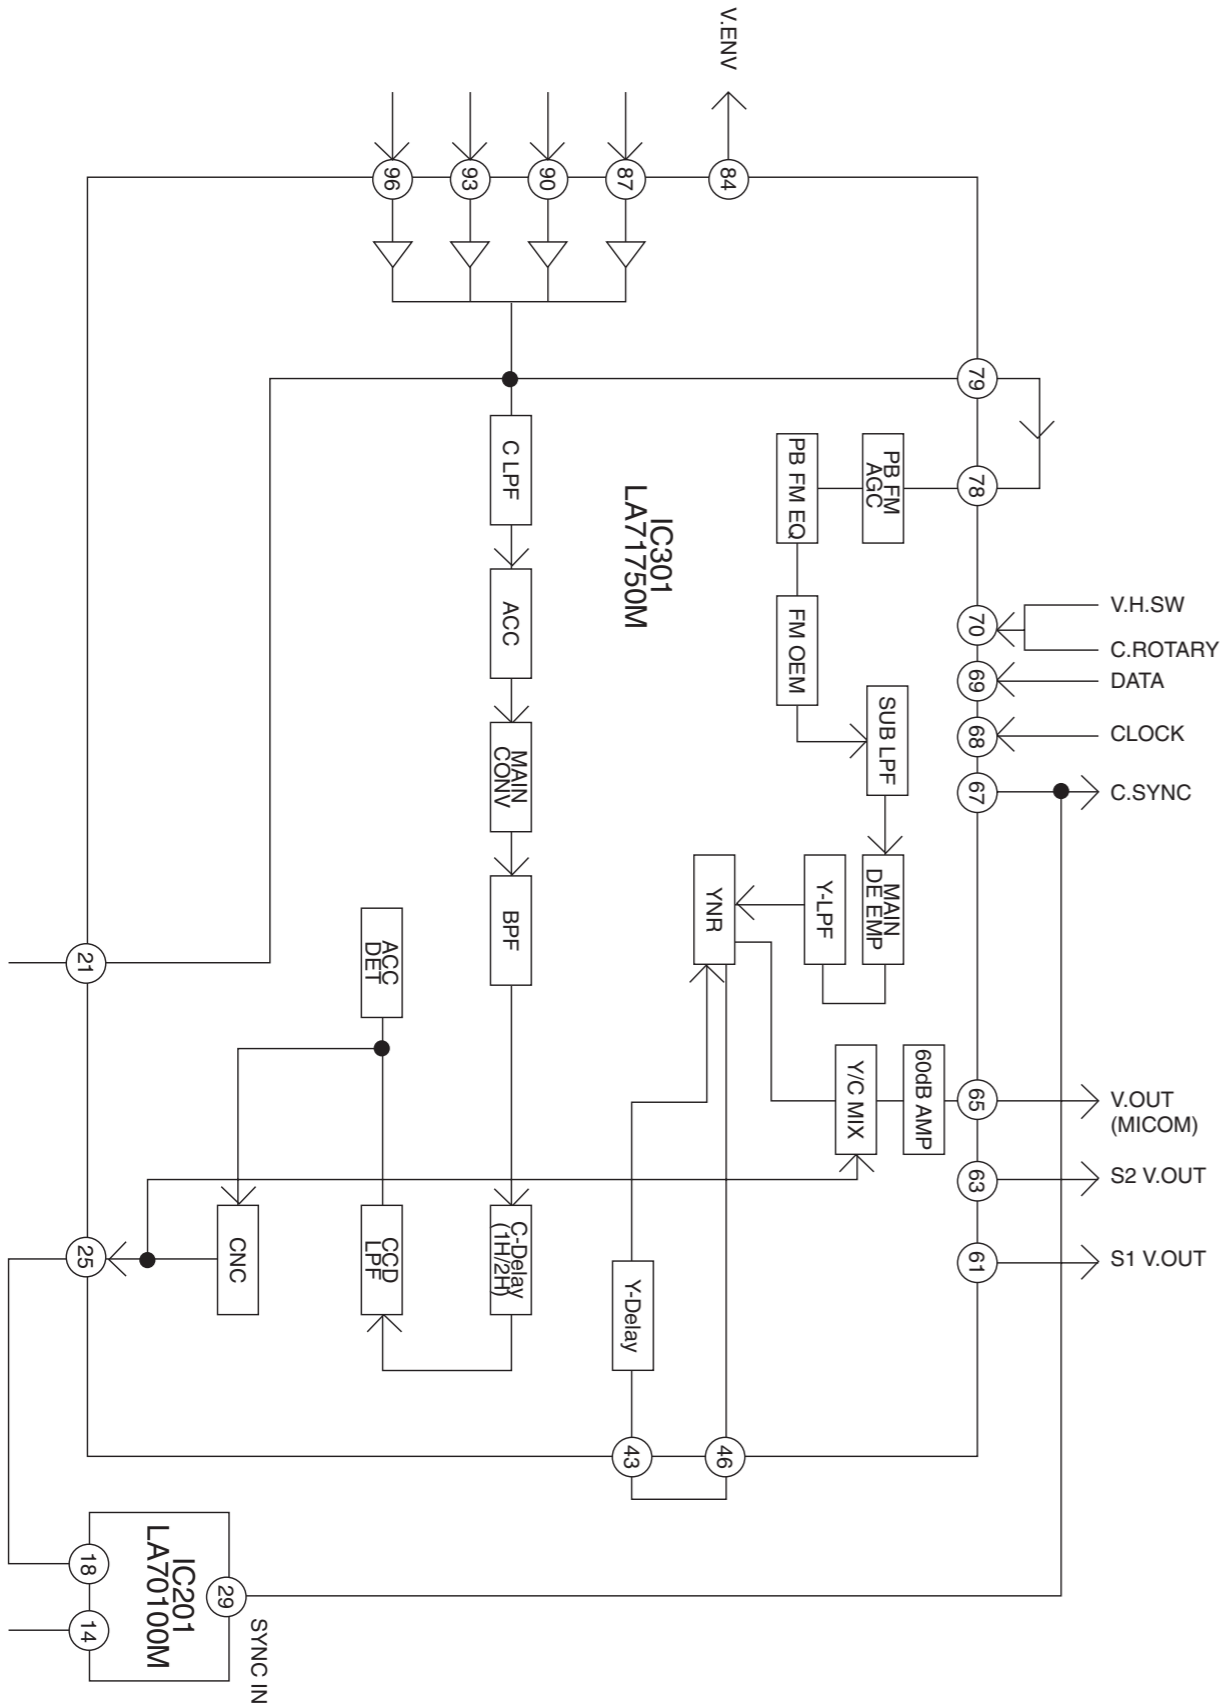 V.ENV
96
93
90
87
84
79
78
C LPF
PB FM EQ
PB FM
AGC
IC301
LA71750M
ACC
FM OEM
V.H.SW
70
C.ROTARY
69
DATA
SUB LPF
68
CLOCK
67
C.SYNC
MAIN
CONV
BPF
YNR
Y-LPF
MAIN
DE EMP
ACC
DET
21
Y/C MIX
60dB AMP
65
V.OUT
(MICOM)
63
S2 V.OUT
25
CNC
CCD
LPF
C-Delay
(1H/2H)
Y-Delay
61
S1 V.OUT
43
46
18
14
IC201
LA70100M
29
SYNC IN